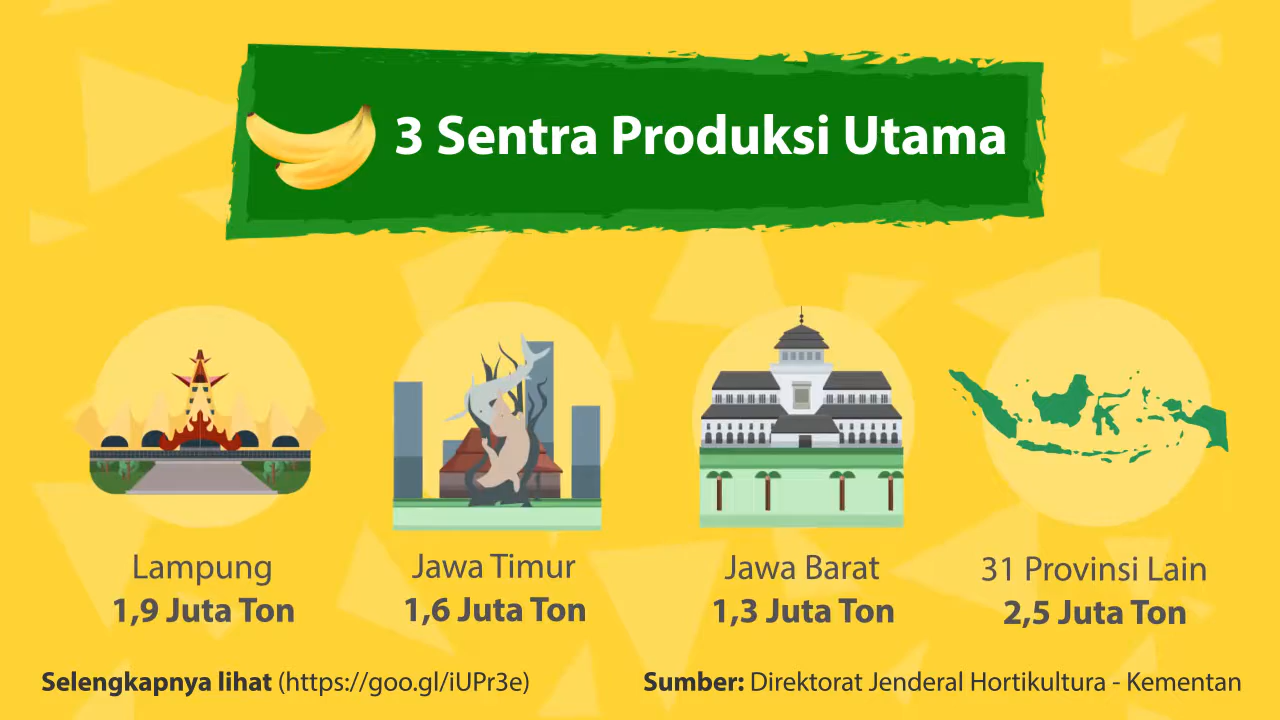 3 Sentra Produksi Utama
Lampung
1,9 Juta Ton
Jawa Timur
1,6 Juta Ton
Jawa Barat
1,3 Juta Ton
31 Provinsi Lain
2,5 Juta Ton
Selengkapnya lihat (https://goo.gl/iUPr3e)
Sumber: Direktorat Jenderal Hortikultura - Kementan